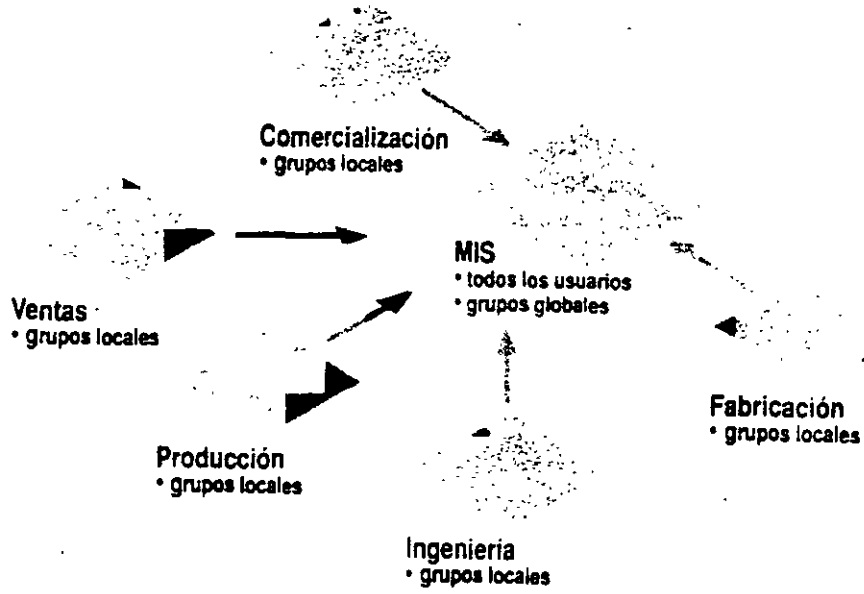 Comercialización
• grupos locales
MIS
• todos los usuarios
• grupos globales
Ventas
• grupos locales
Fabricación
• grupos locales
Producción
• grupos locales
Ingeniería
• grupos locales